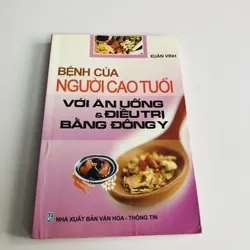 XUÂN VINH
BỆNH CỦA
NGƯỜI CAO TUỔI
VỚI ĂN UỐNG
& ĐIỀU TRỊ
BẰNG ĐÔNG Y
NHÀ XUẤT BẢN VĂN HÓA - THÔNG TIN